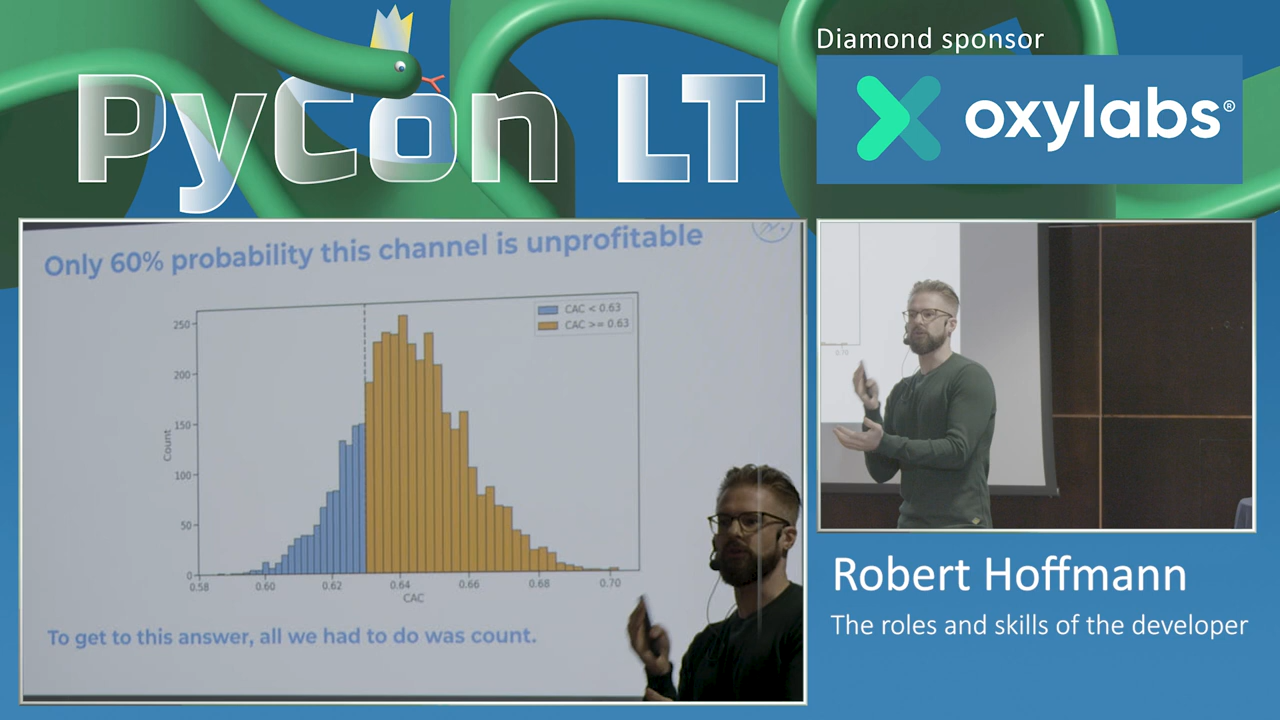 PyCon LT
Diamond sponsor
oxylabs®
Only 60% probability this channel is unprofitable
CAC < 0.63
CAC >= 0.63
250
200
150
100
50
0
Count
0.58 0.60 0.62 0.64 0.66 0.68 0.70
CAC
To get to this answer, all we had to do was count.
0.70
Robert Hoffmann
The roles and skills of the developer